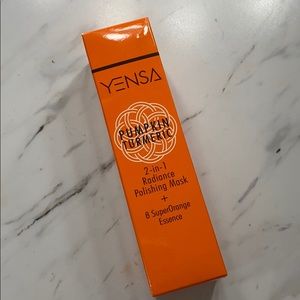 YENSA
PUMPKIN
TURMERIC
2-in-1
Radiance
Polishing Mask
+
8 SuperOrange
Essence